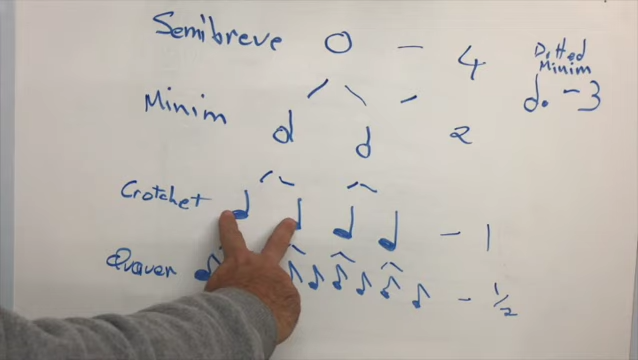 Semibreve O - 4
Dotted
Minim
d. - 3
Minim - 2
Crotchet - 1
Quaver - 1/2